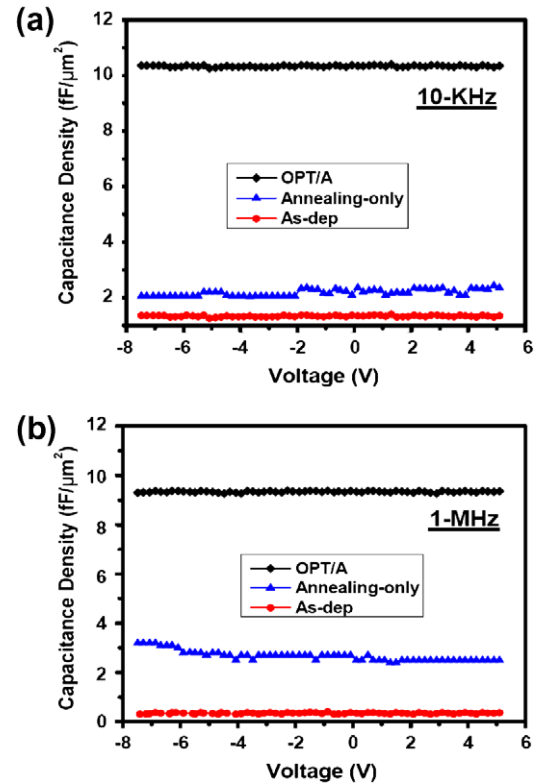 (a)
Capacitance Density (fF/µm²)
12
10
8
6
4
2
10-KHz
OPT/A
Annealing-only
As-dep
-8 -6 -4 -2 0 2 4 6
Voltage (V)
(b)
Capacitance Density (fF/µm²)
12
10
8
6
4
2
0
1-MHz
OPT/A
Annealing-only
As-dep
-8 -6 -4 -2 0 2 4 6
Voltage (V)